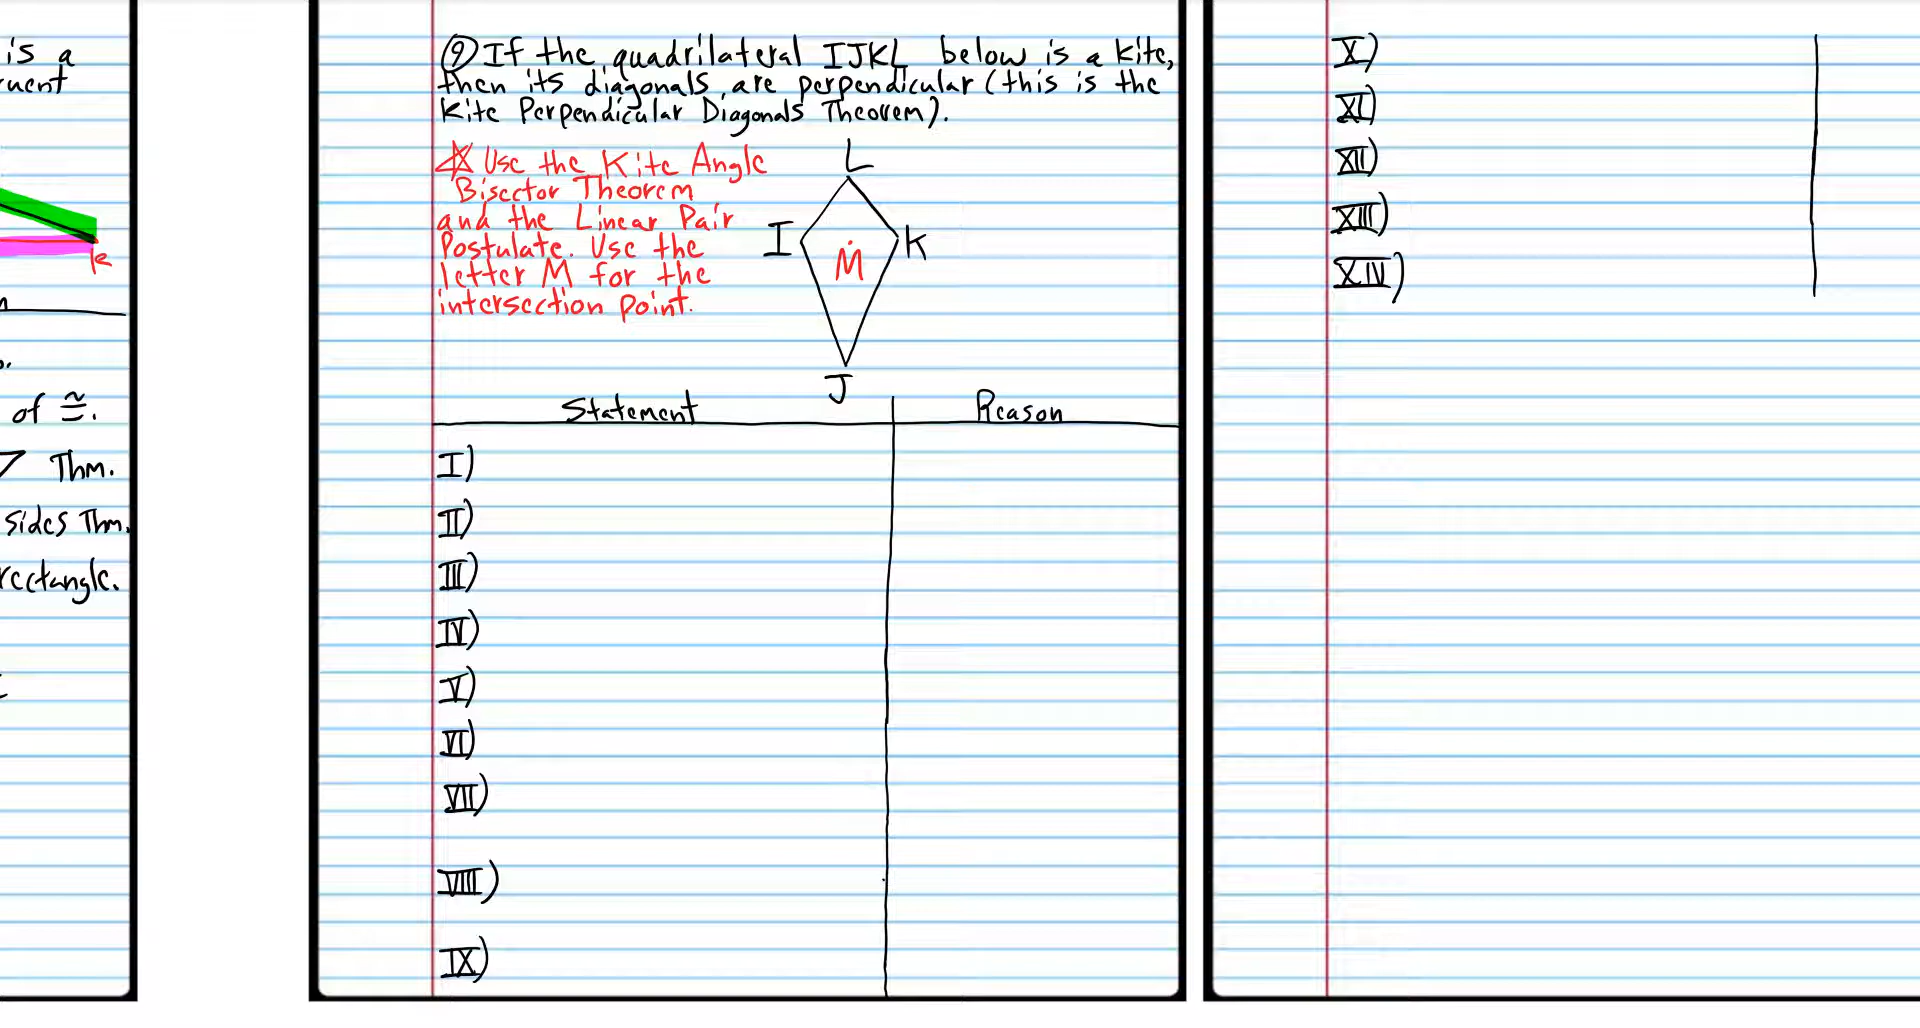 is a
ruent
k
of ≅.
Thm.
sides Thm.
rectangle.
⑨ If the quadrilateral IJKL below is a kite,
then its diagonals are perpendicular (this is the
Kite Perpendicular Diagonals Theorem).
☆ Use the Kite Angle
Bisector Theorem
and the Linear Pair
Postulate. Use the
letter M for the
intersection point.
L
I
M
K
J
Statement
Reason
I)
II)
III)
IV)
V)
VI)
VII)
VIII)
IX)
X)
XI)
XII)
XIII)
XIV)